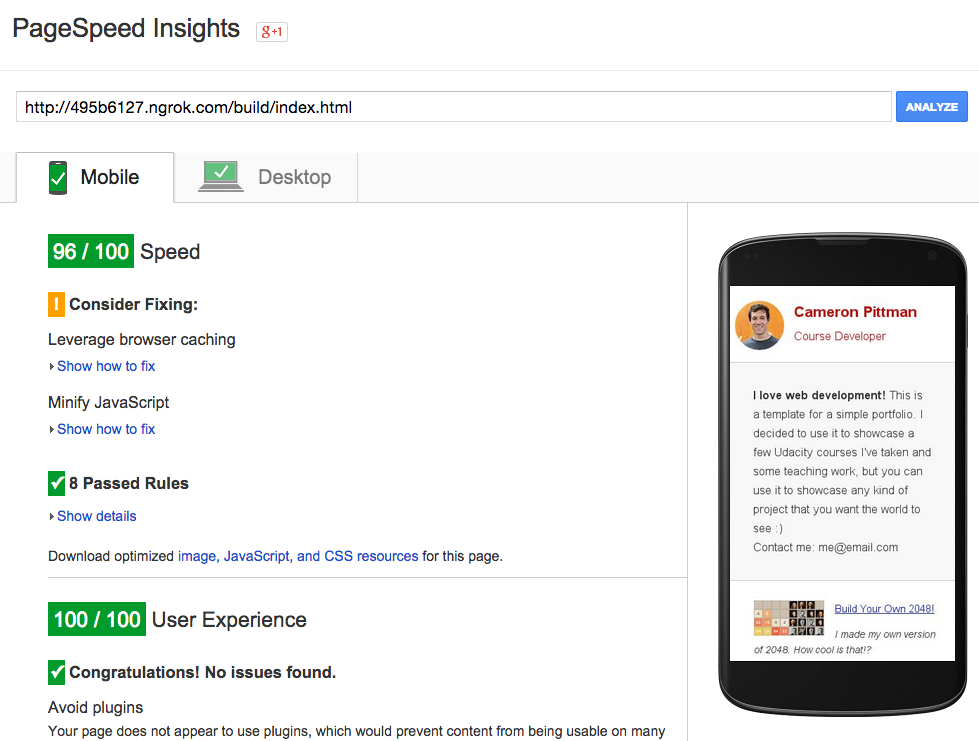 PageSpeed Insights
g+1
http://495b6127.ngrok.com/build/index.html
ANALYZE
Mobile
Desktop
96 / 100 Speed
! Consider Fixing:
Leverage browser caching
Show how to fix
Minify JavaScript
Show how to fix
8 Passed Rules
Show details
Download optimized image, JavaScript, and CSS resources for this page.
100 / 100 User Experience
Congratulations! No issues found.
Avoid plugins
Your page does not appear to use plugins, which would prevent content from being usable on many
Cameron Pittman
Course Developer
I love web development! This is
a template for a simple portfolio. I
decided to use it to showcase a
few Udacity courses I've taken and
some teaching work, but you can
use it to showcase any kind of
project that you want the world to
see :)
Contact me: me@email.com
Build Your Own 2048!
I made my own version
of 2048. How cool is that!?